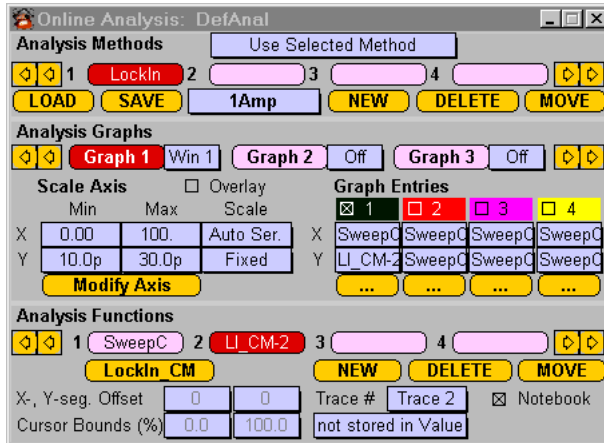 Online Analysis: DefAnal
Analysis Methods Use Selected Method
1 LockIn 2 3 4
LOAD SAVE 1Amp NEW DELETE MOVE
Analysis Graphs
Graph 1 Win 1 Graph 2 Off Graph 3 Off
Scale Axis Overlay Graph Entries
Min Max Scale 1 2 3 4
X 0.00 100. Auto Ser. X SweepC SweepC SweepC SweepC
Y 10.0p 30.0p Fixed Y LI_CM-2 SweepC SweepC SweepC
Modify Axis ... ... ... ...
Analysis Functions
1 SweepC 2 LI_CM-2 3 4
LockIn_CM NEW DELETE MOVE
X-, Y-seg. Offset 0 0 Trace # Trace 2 Notebook
Cursor Bounds (%) 0.0 100.0 not stored in Value